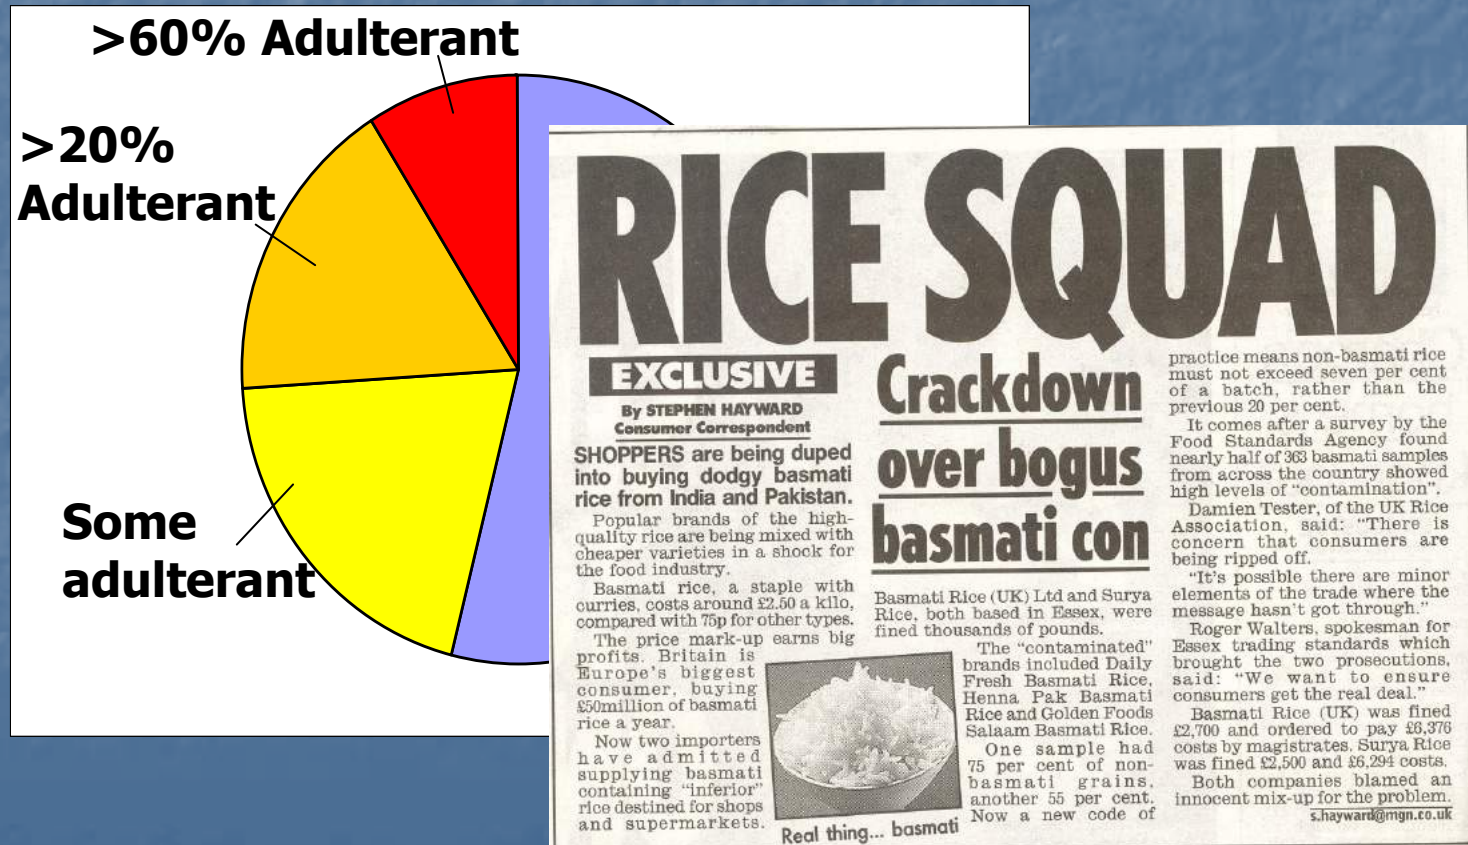 >60% Adulterant
>20%
Adulterant
Some
adulterant
RICE SQUAD
EXCLUSIVE
By STEPHEN HAYWARD
Consumer Correspondent
SHOPPERS are being duped
into buying dodgy basmati
rice from India and Pakistan.
Popular brands of the high-
quality rice are being mixed with
cheaper varieties in a shock for
the food industry.
Basmati rice, a staple with
curries, costs around £2.50 a kilo,
compared with 75p for other types.
The price mark-up earns big
profits. Britain is
Europe's biggest
consumer, buying
£50million of basmati
rice a year.
Now two importers
have admitted
supplying basmati
containing "inferior"
rice destined for shops
and supermarkets.
Crackdown
over bogus
basmati con
Basmati Rice (UK) Ltd and Surya
Rice, both based in Essex, were
fined thousands of pounds.
The "contaminated"
brands included Daily
Fresh Basmati Rice,
Henna Pak Basmati
Rice and Golden Foods
Salaam Basmati Rice.
One sample had
75 per cent of non-
basmati grains,
another 55 per cent.
Now a new code of
Real thing... basmati
practice means non-basmati rice
must not exceed seven per cent
of a batch, rather than the
previous 20 per cent.
It comes after a survey by the
Food Standards Agency found
nearly half of 363 basmati samples
from across the country showed
high levels of "contamination".
Damien Tester, of the UK Rice
Association, said: "There is
concern that consumers are
being ripped off.
"It's possible there are minor
elements of the trade where the
message hasn't got through."
Roger Walters, spokesman for
Essex trading standards which
brought the two prosecutions,
said: "We want to ensure
consumers get the real deal."
Basmati Rice (UK) was fined
£2,700 and ordered to pay £6,376
costs by magistrates. Surya Rice
was fined £2,500 and £6,294 costs.
Both companies blamed an
innocent mix-up for the problem.
s.hayward@mgn.co.uk